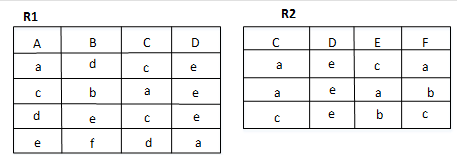 R1
R2
A B C D
a d c e
c b a e
d e c e
e f d a
C D E F
a e c a
a e a b
c e b c